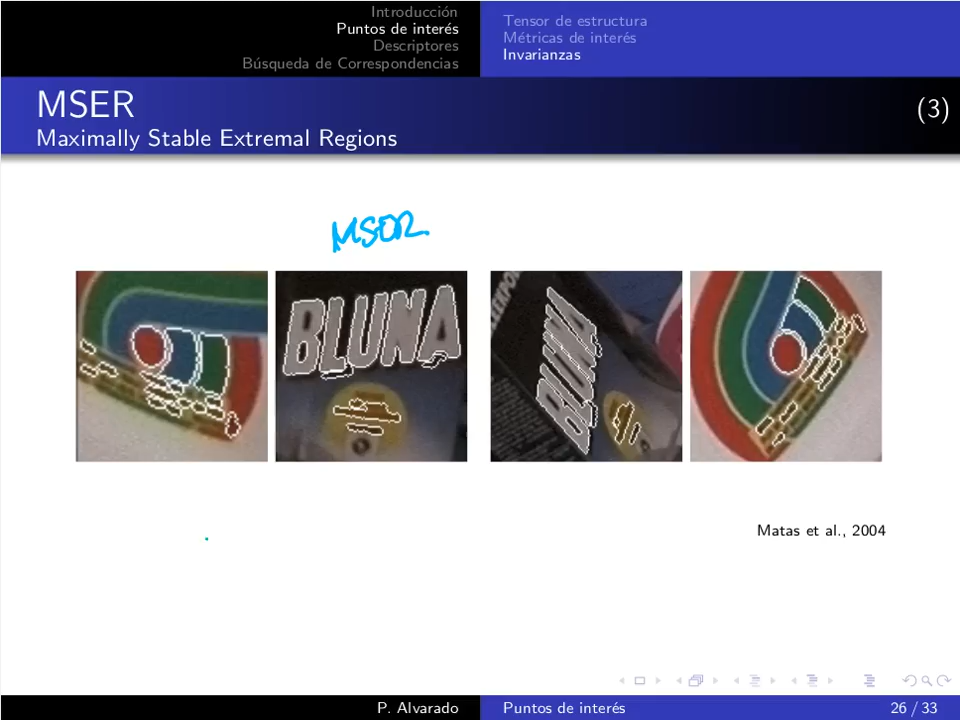 Introducción
Puntos de interés
Descriptores
Búsqueda de Correspondencias
Tensor de estructura
Métricas de interés
Invarianzas
MSER
(3)
Maximally Stable Extremal Regions
MSER
BLUNA
BLUNA
Matas et al., 2004
P. Alvarado
Puntos de interés
26 / 33